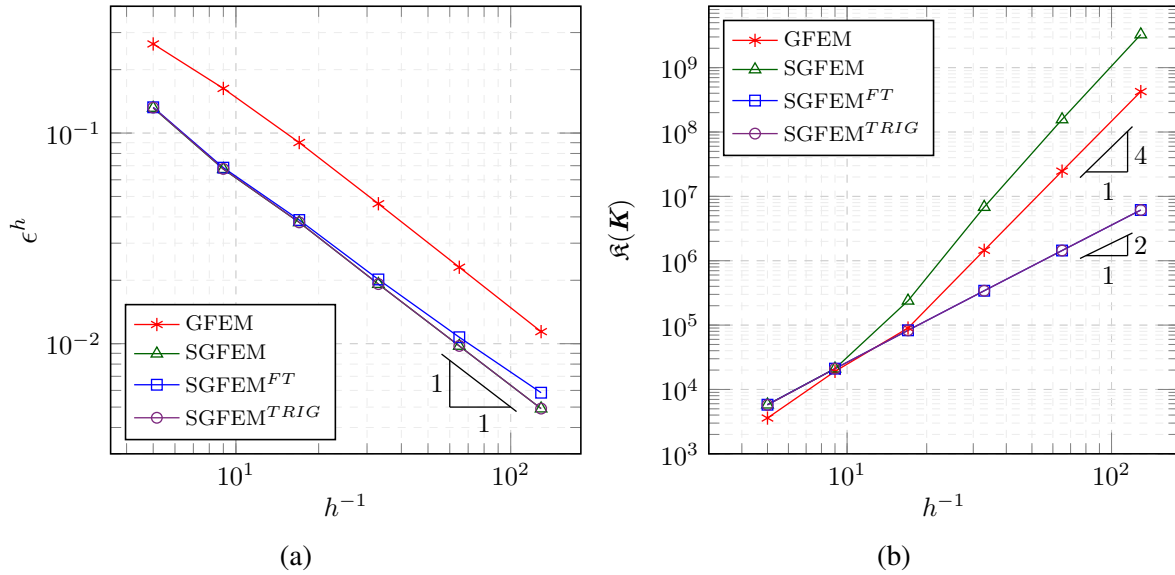 10^{-1}
10^{-2}
ϵ^h
GFEM
SGFEM
SGFEM^{FT}
SGFEM^{TRIG}
1
1
10^1
10^2
h^{-1}
(a)
10^9
10^8
10^7
10^6
10^5
10^4
10^3
𝔎(K)
GFEM
SGFEM
SGFEM^{FT}
SGFEM^{TRIG}
4
1
2
1
10^1
10^2
h^{-1}
(b)